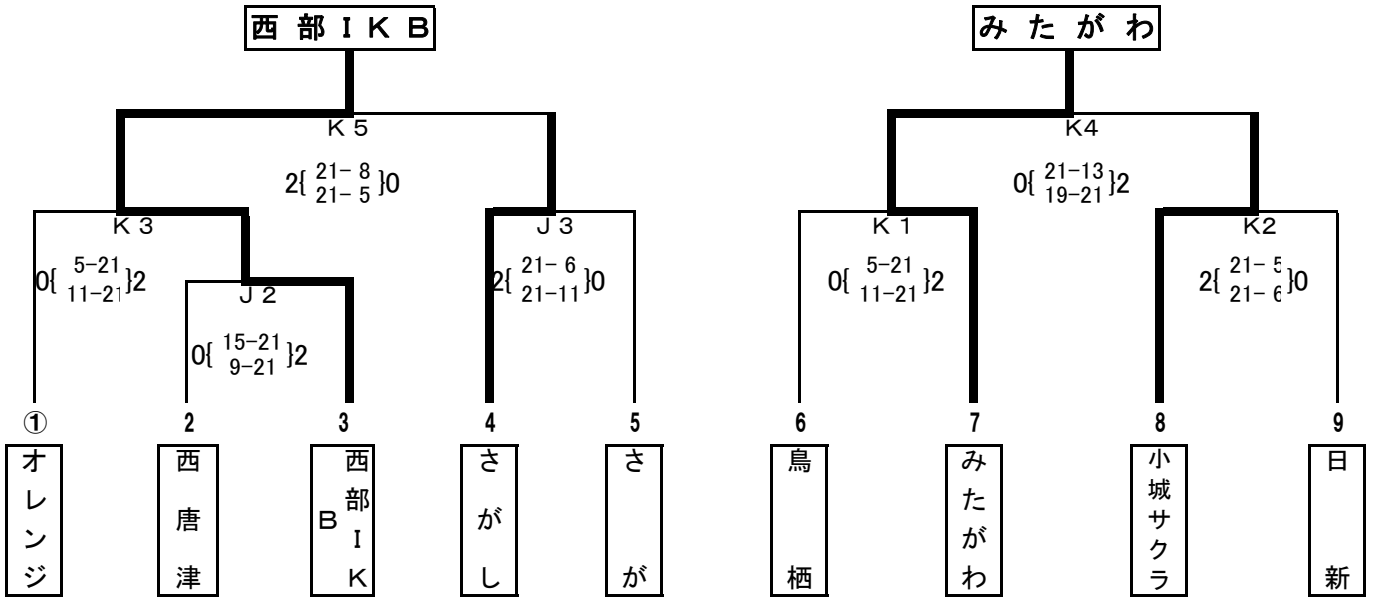 西部ＩＫＢ
みたがわ
Ｋ５
Ｋ4
2{ 21- 8 }0
21- 5
0{ 21-13 }2
19-21
Ｋ３
Ｊ３
Ｋ１
Ｋ2
0{ 5-21 }2
11-21
2{ 21- 6 }0
21-11
0{ 5-21 }2
11-21
2{ 21- 5 }0
21- 6
Ｊ２
0{ 15-21 }2
9-21
① 2 3 4 5 6 7 8 9
オレンジ
西唐津
西部ＩＫＢ
さがし
さが
鳥栖
みたがわ
小城サクラ
日新